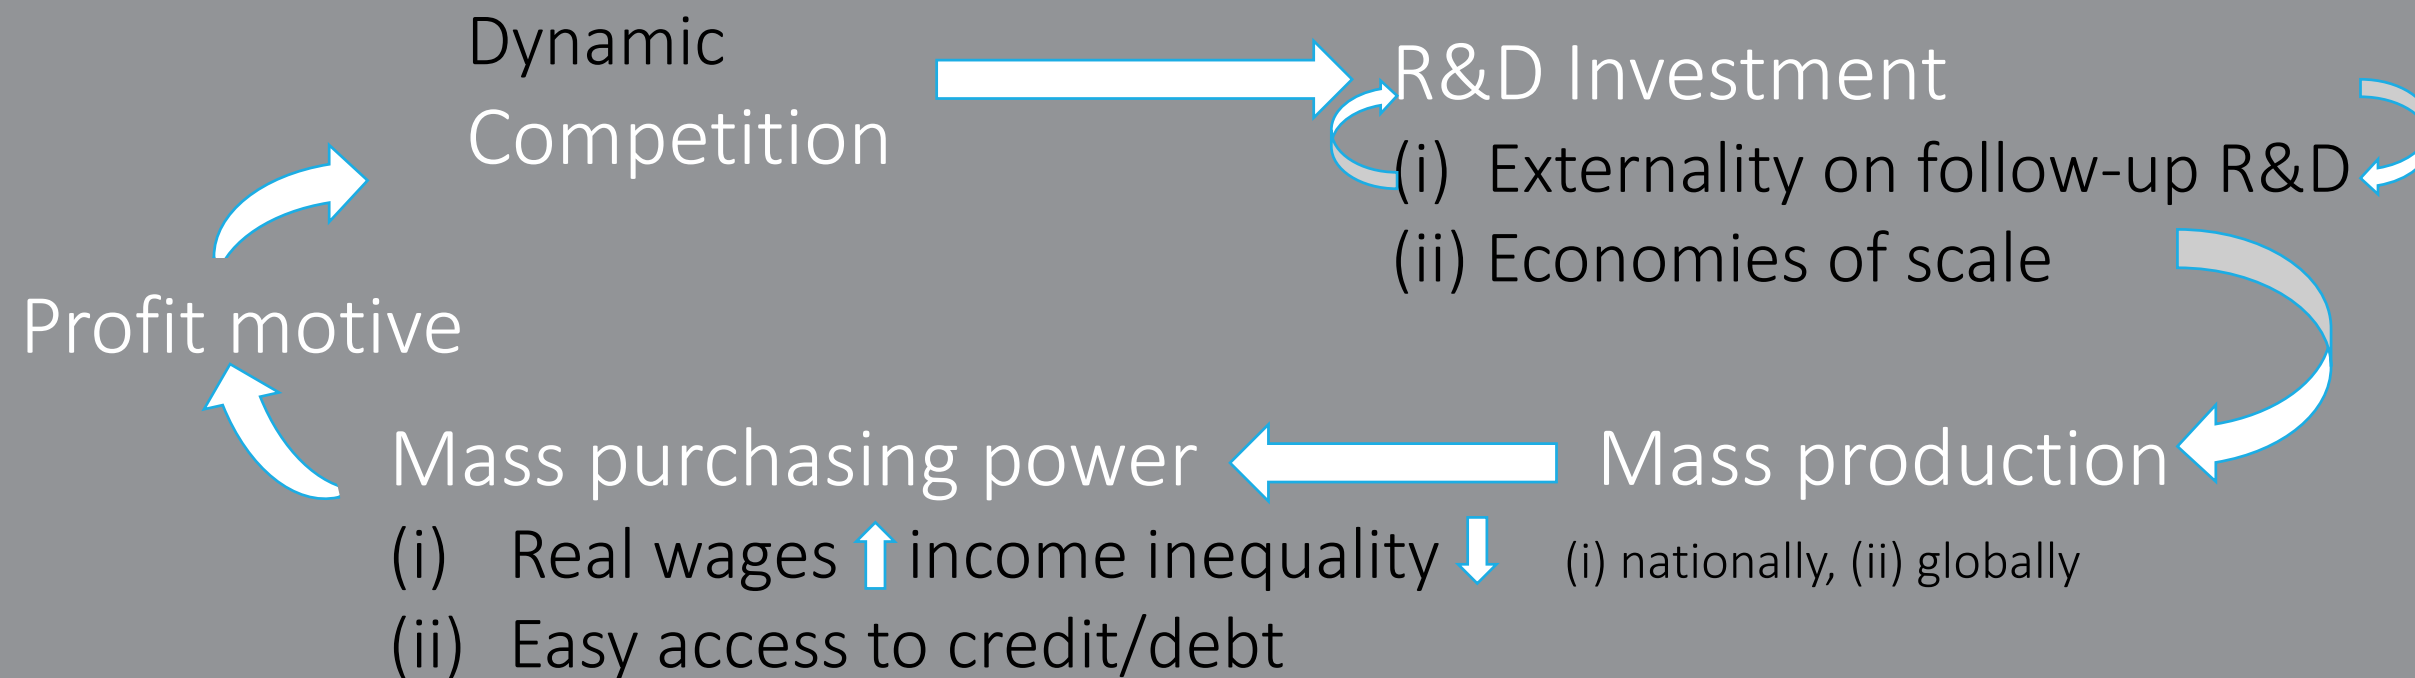 Dynamic
Competition
R&D Investment
(i) Externality on follow-up R&D
(ii) Economies of scale
Profit motive
Mass purchasing power
Mass production
(i) Real wages income inequality (i) nationally, (ii) globally
(ii) Easy access to credit/debt